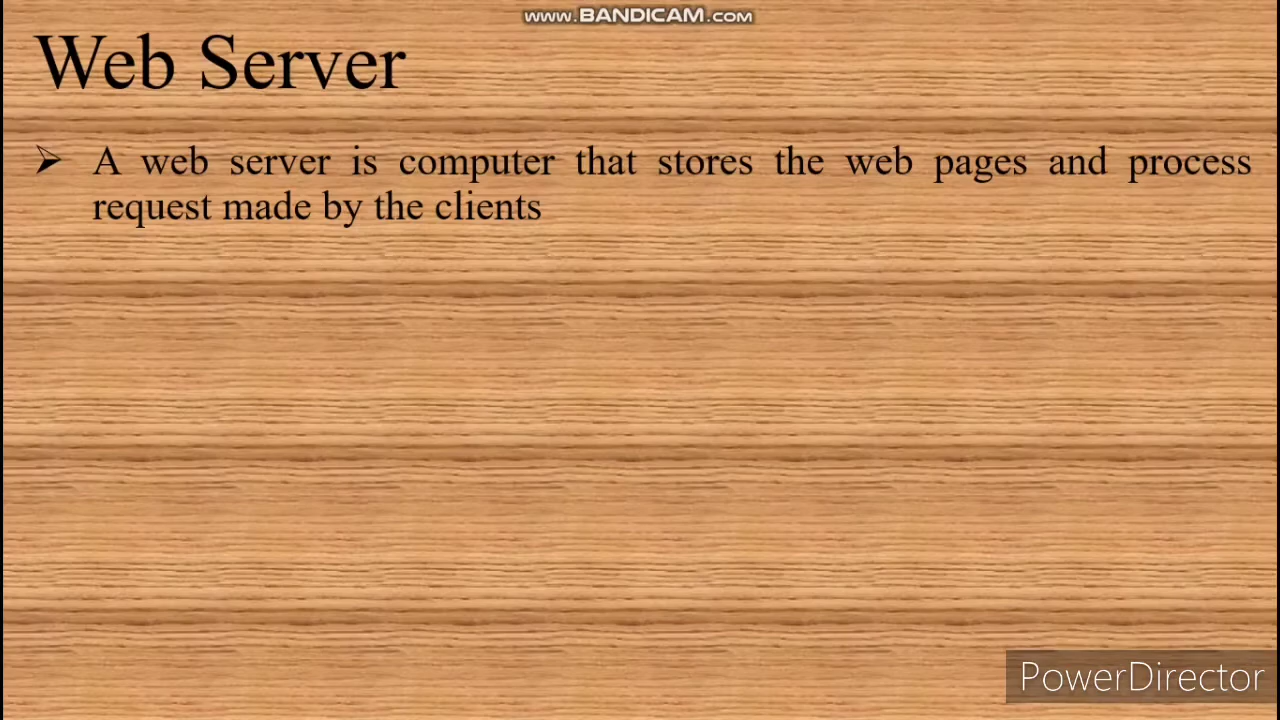 www.BANDICAM.com
Web Server
➢ A web server is computer that stores the web pages and process
request made by the clients
PowerDirector